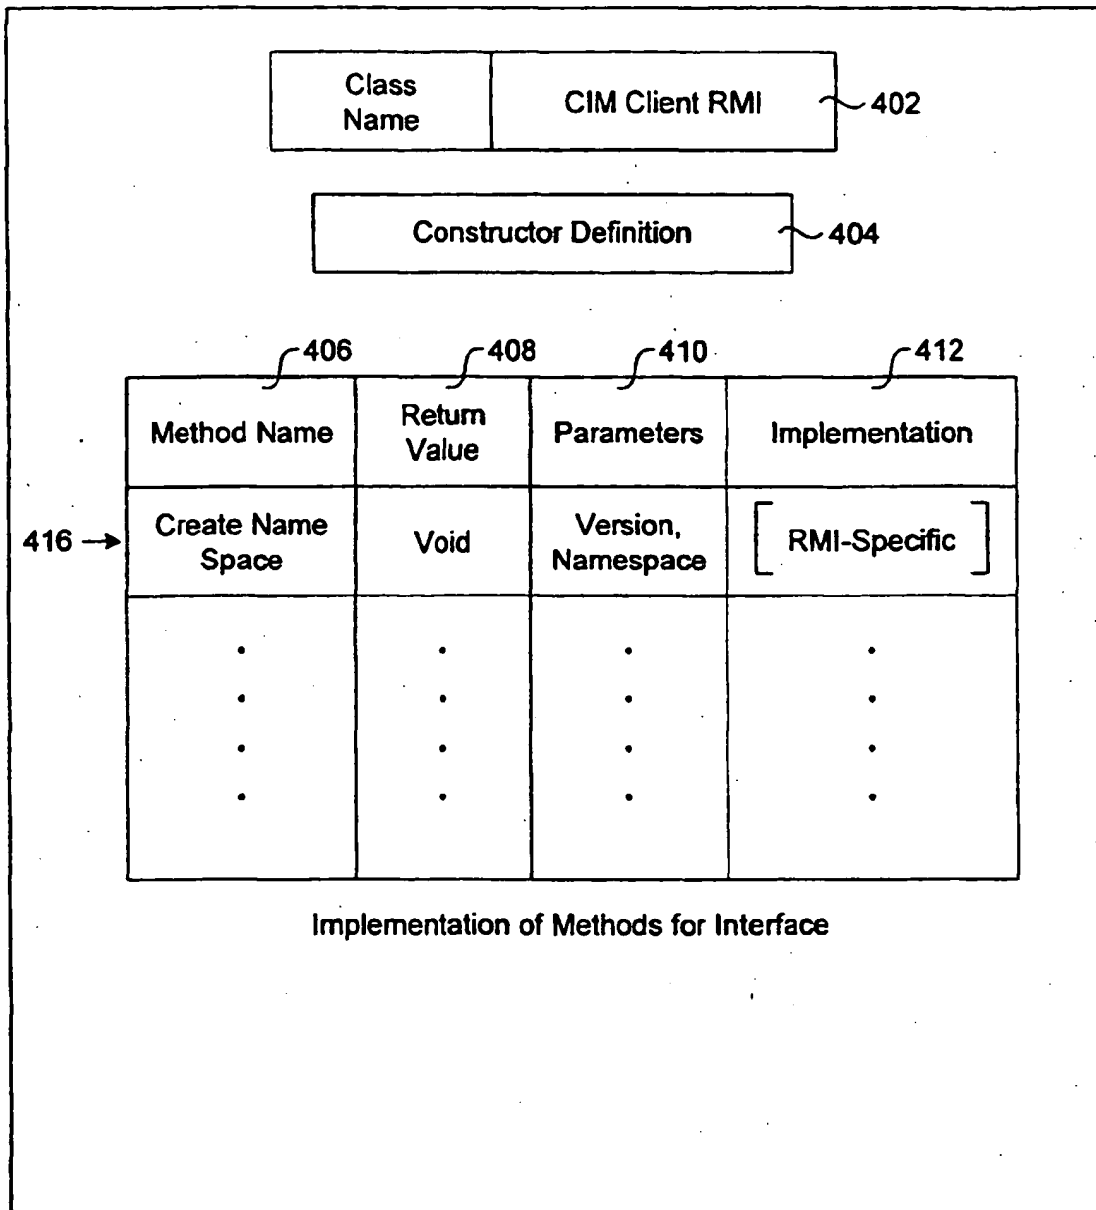 Class
Name
CIM Client RMI
402
Constructor Definition
404
406
408
410
412
Method Name
Return
Value
Parameters
Implementation
416
Create Name
Space
Void
Version,
Namespace
RMI-Specific
Implementation of Methods for Interface